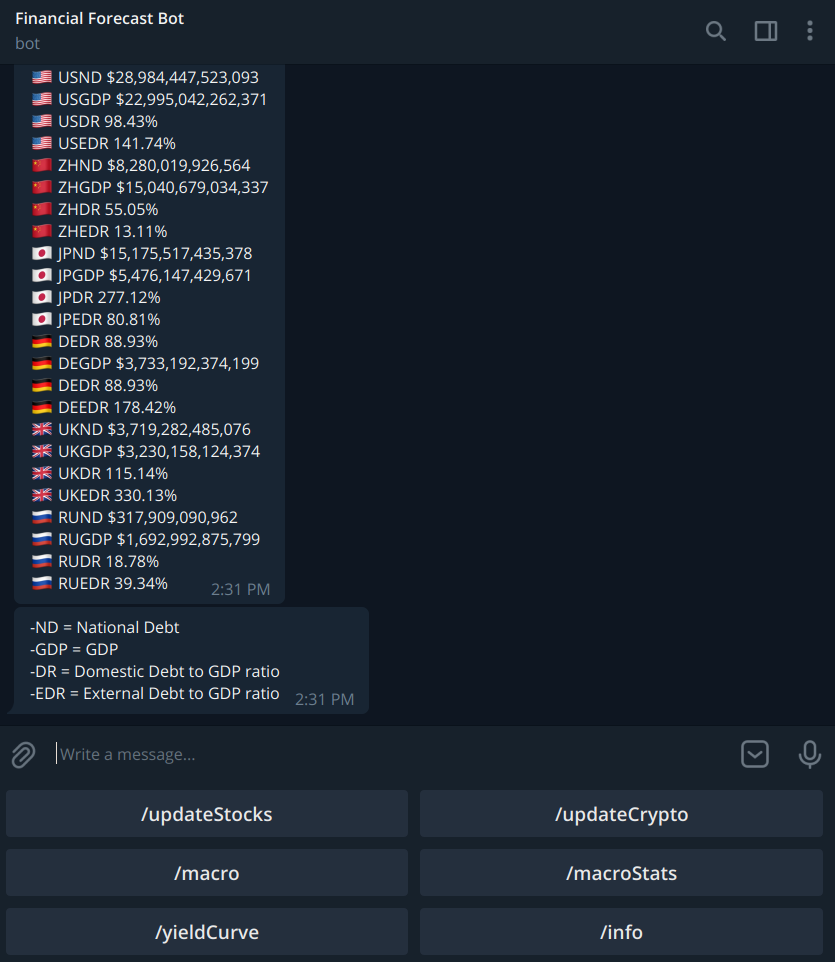 Financial Forecast Bot
bot
USND $28,984,447,523,093
USGDP $22,995,042,262,371
USDR 98.43%
USEDR 141.74%
ZHND $8,280,019,926,564
ZHGDP $15,040,679,034,337
ZHDR 55.05%
ZHEDR 13.11%
JPND $15,175,517,435,378
JPGDP $5,476,147,429,671
JPDR 277.12%
JPEDR 80.81%
DEDR 88.93%
DEGDP $3,733,192,374,199
DEDR 88.93%
DEEDR 178.42%
UKND $3,719,282,485,076
UKGDP $3,230,158,124,374
UKDR 115.14%
UKEDR 330.13%
RUND $317,909,090,962
RUGDP $1,692,992,875,799
RUDR 18.78%
RUEDR 39.34%
2:31 PM
-ND = National Debt
-GDP = GDP
-DR = Domestic Debt to GDP ratio
-EDR = External Debt to GDP ratio
2:31 PM
Write a message...
/updateStocks
/updateCrypto
/macro
/macroStats
/yieldCurve
/info